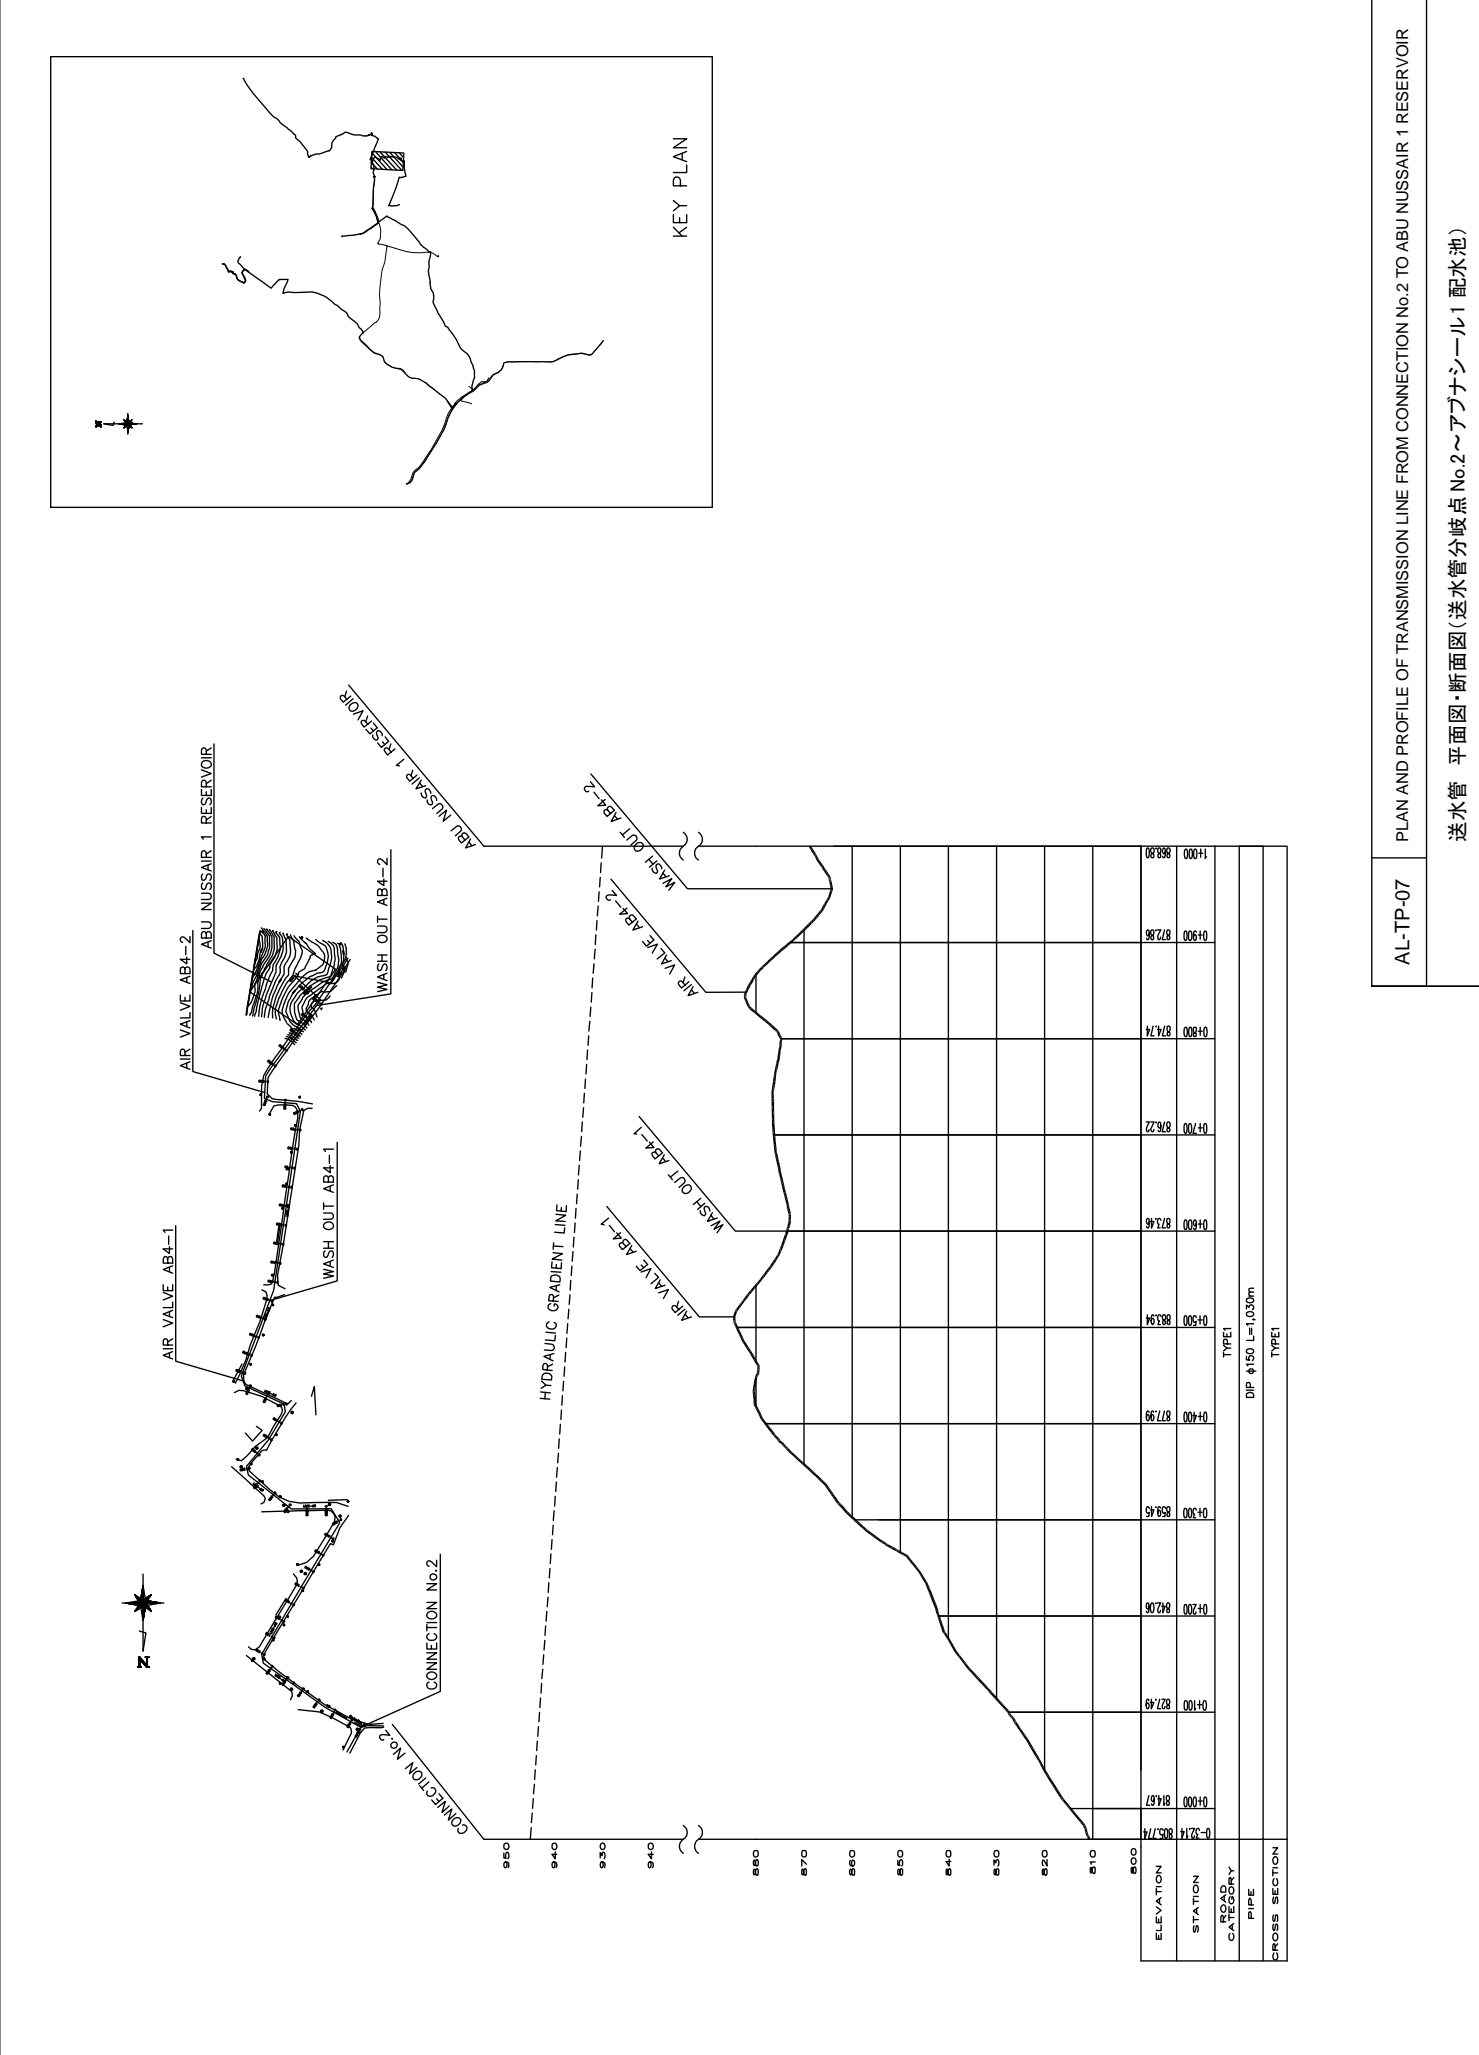 N
AIR VALVE AB4-1
AIR VALVE AB4-2
ABU NUSSAIR 1 RESERVOIR
WASH OUT AB4-1
WASH OUT AB4-2
CONNECTION No.2
N
KEY PLAN
CONNECTION No.2
ABU NUSSAIR 1 RESERVOIR
HYDRAULIC GRADIENT LINE
AIR VALVE AB4-1
WASH OUT AB4-1
AIR VALVE AB4-2
WASH OUT AB4-2
950
940
930
940
880
870
860
850
840
830
820
810
800
ELEVATION 805.774 814.67 827.49 842.06 859.45 877.99 883.94 873.46 876.22 874.74 872.86 868.80
STATION 0-32.14 0+000 0+100 0+200 0+300 0+400 0+500 0+600 0+700 0+800 0+900 1+000
ROAD CATEGORY TYPE1
PIPE DIP φ150 L=1,030m
CROSS SECTION TYPE1
AL-TP-07 PLAN AND PROFILE OF TRANSMISSION LINE FROM CONNECTION No.2 TO ABU NUSSAIR 1 RESERVOIR
送水管 平面図・断面図(送水管分岐点 No.2～アブナシール1 配水池)